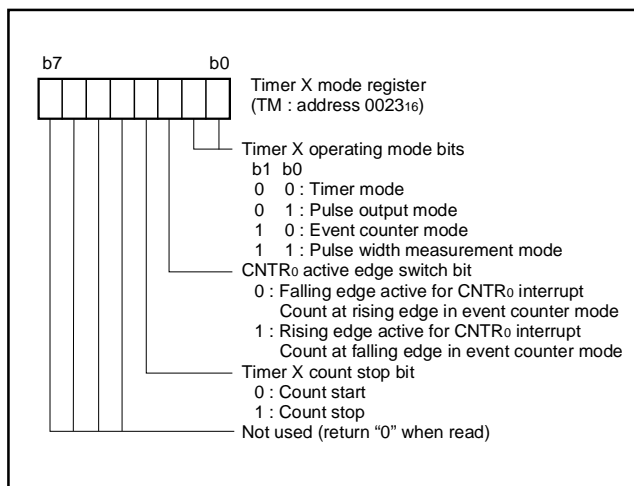 b7 b0
Timer X mode register
(TM : address 0023₁₆)
Timer X operating mode bits
b1 b0
0 0 : Timer mode
0 1 : Pulse output mode
1 0 : Event counter mode
1 1 : Pulse width measurement mode
CNTR₀ active edge switch bit
0 : Falling edge active for CNTR₀ interrupt
Count at rising edge in event counter mode
1 : Rising edge active for CNTR₀ interrupt
Count at falling edge in event counter mode
Timer X count stop bit
0 : Count start
1 : Count stop
Not used (return “0” when read)